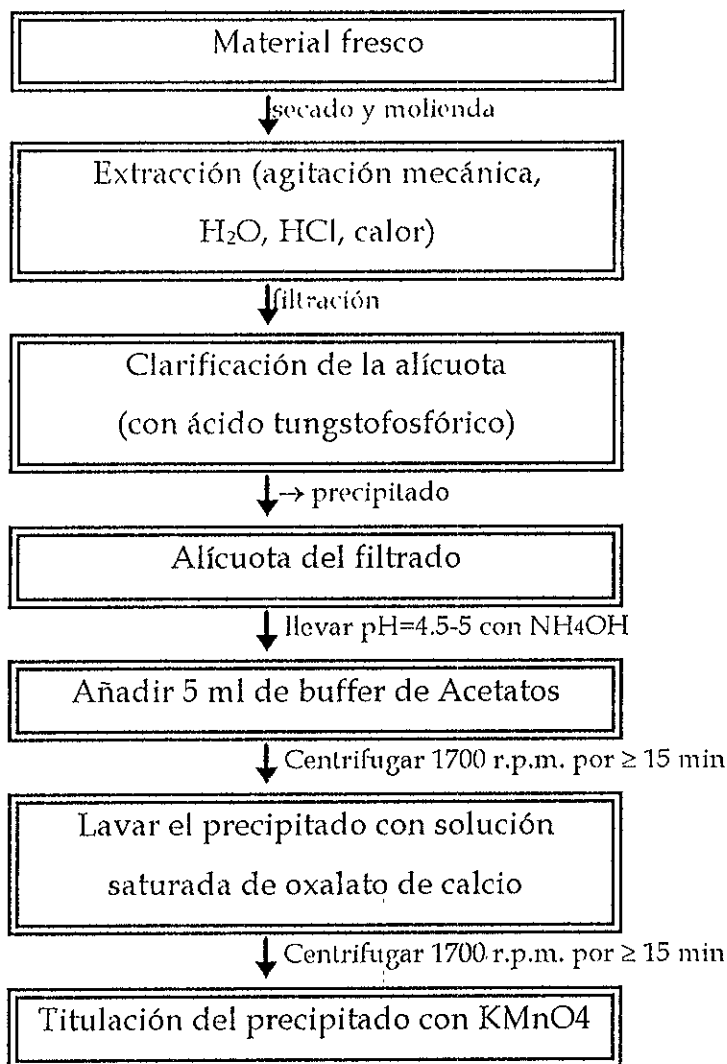 Material fresco
secado y molienda
Extracción (agitación mecánica,
H₂O, HCl, calor)
filtración
Clarificación de la alícuota
(con ácido tungstofosfórico)
→ precipitado
Alícuota del filtrado
llevar pH=4.5-5 con NH4OH
Añadir 5 ml de buffer de Acetatos
Centrifugar 1700 r.p.m. por ≥ 15 min
Lavar el precipitado con solución
saturada de oxalato de calcio
Centrifugar 1700 r.p.m. por ≥ 15 min
Titulación del precipitado con KMnO4